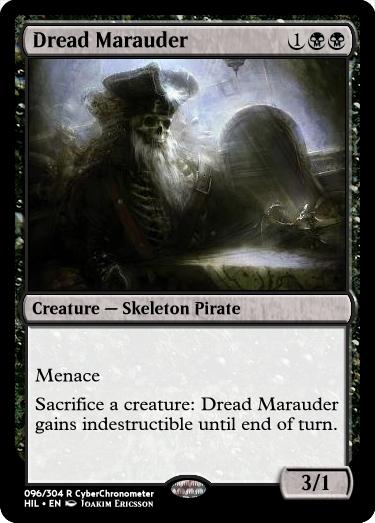 Dread Marauder 1
Creature — Skeleton Pirate
Menace
Sacrifice a creature: Dread Marauder
gains indestructible until end of turn.
096/304 R CyberChronometer
HIL • EN Joakim Ericsson
3/1